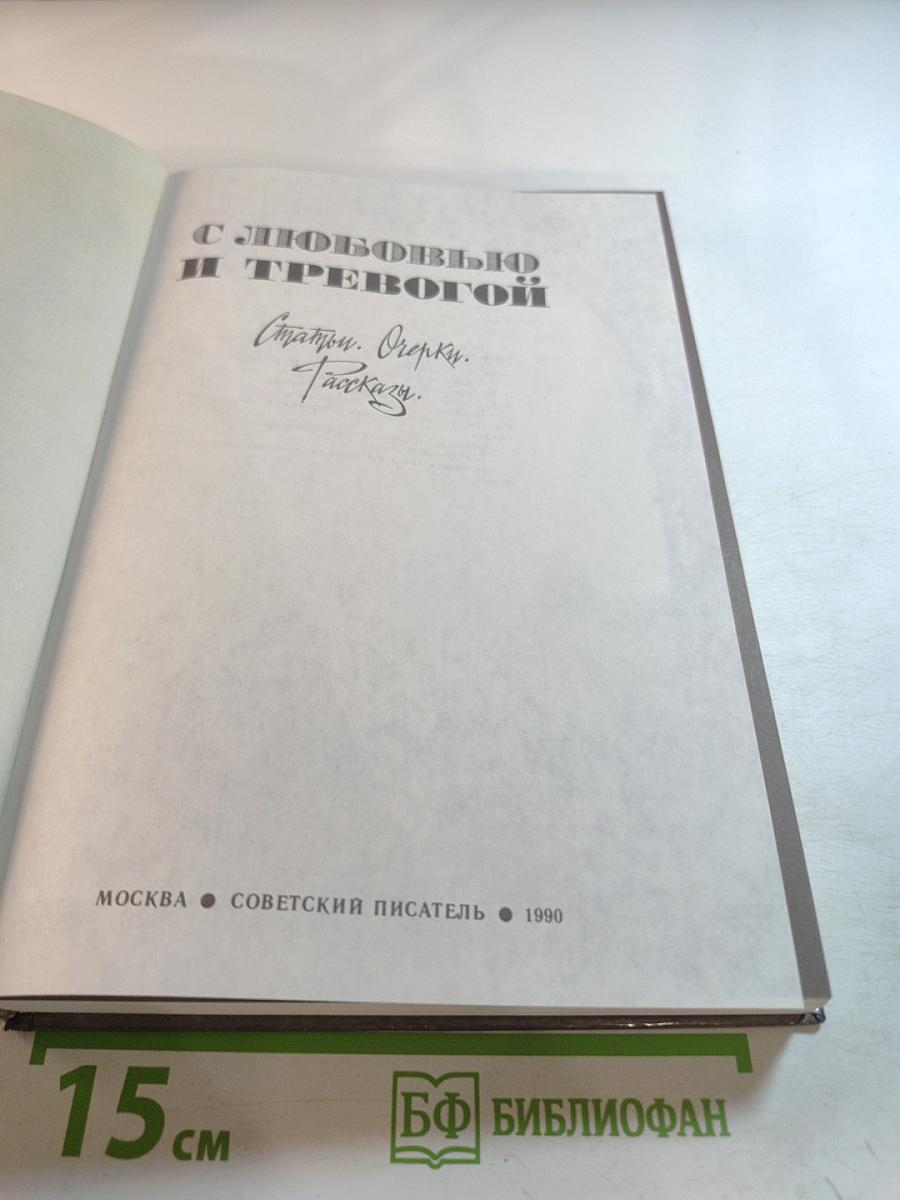 С ЛЮБОВЬЮ
И ТРЕВОГОЙ
Статьи. Очерки.
Рассказы.
МОСКВА ● СОВЕТСКИЙ ПИСАТЕЛЬ ● 1990
15 см
БФ БИБЛИОФАН